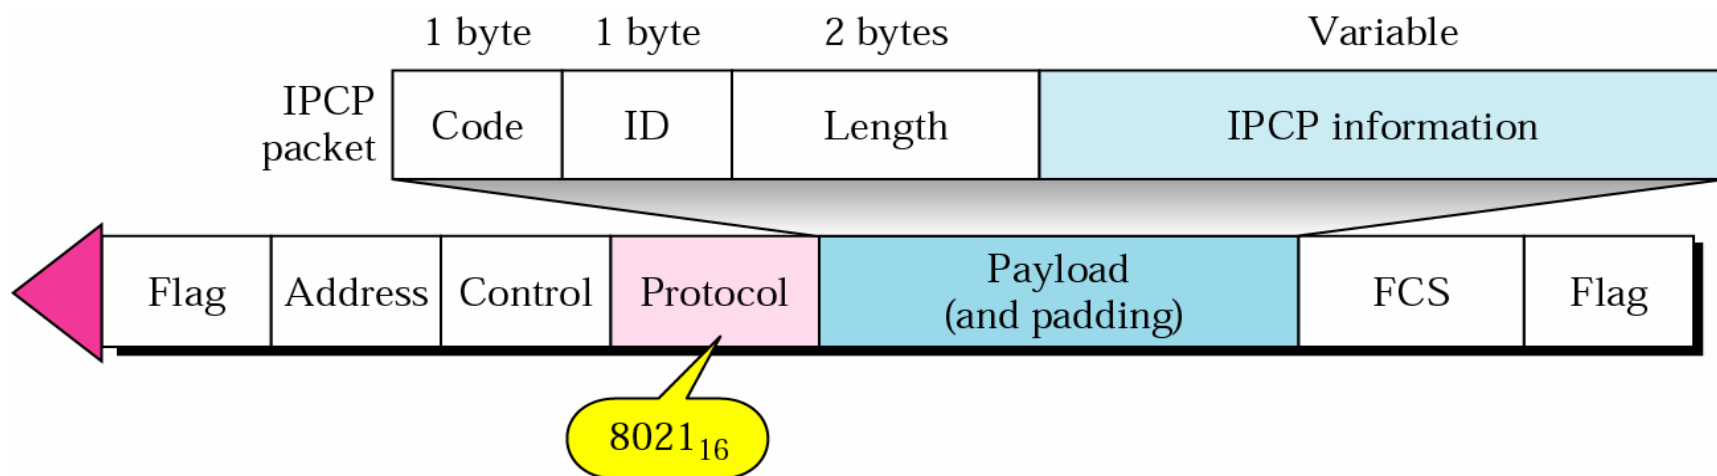 1 byte 1 byte 2 bytes Variable
IPCP
packet
Code ID Length IPCP information
Flag Address Control Protocol Payload
(and padding) FCS Flag
8021₁₆